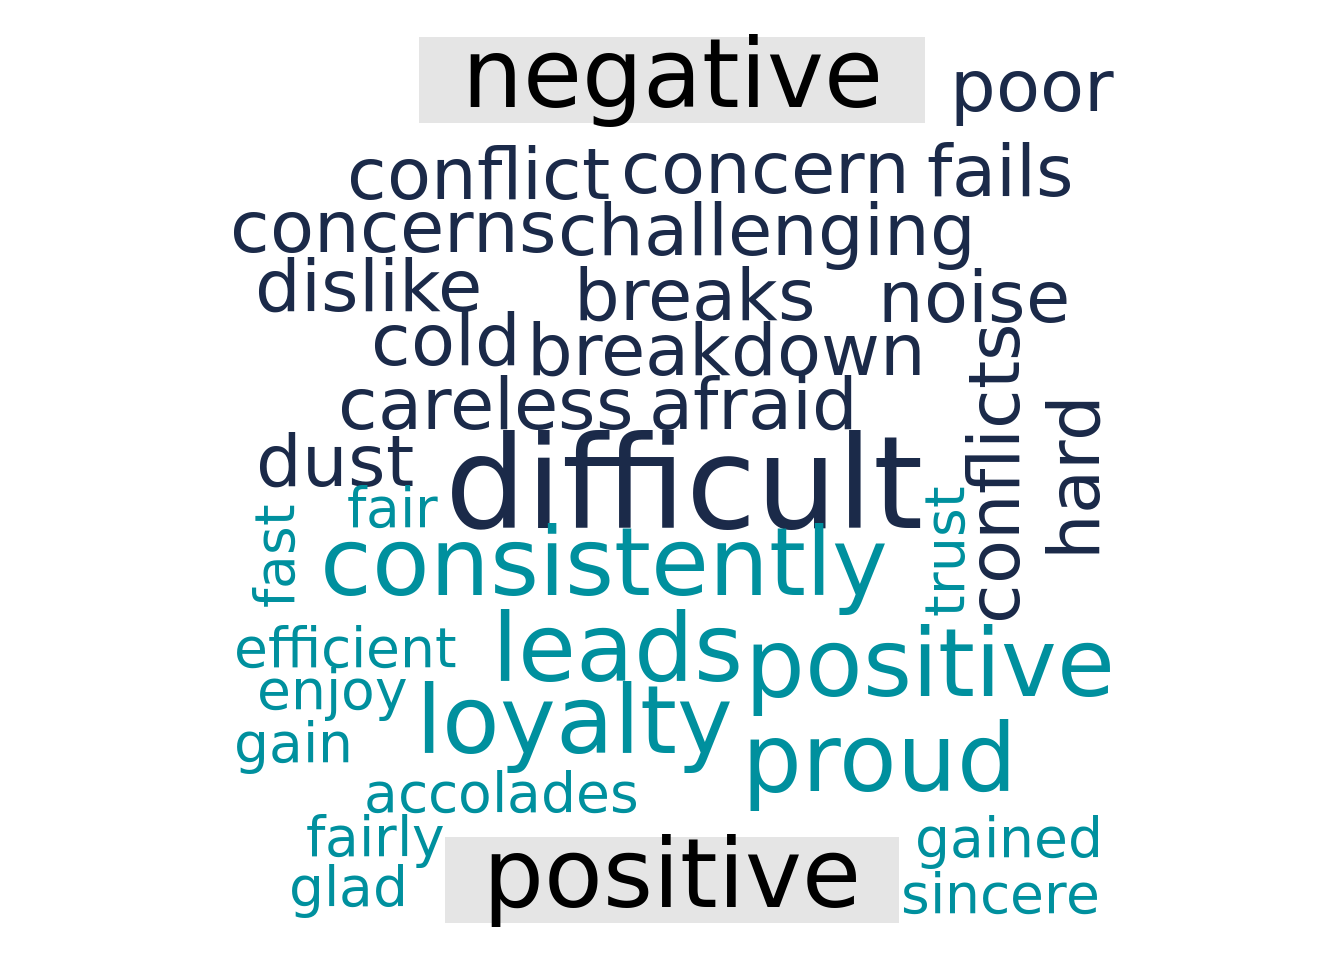 negative
poor
conflict concern fails
concerns challenging
dislike breaks noise
cold breakdown
careless afraid
conflicts
hard
dust difficult
fair
fast
trust
consistently
efficient leads positive
enjoy loyalty
gain proud
accolades
fairly gained
positive
glad sincere